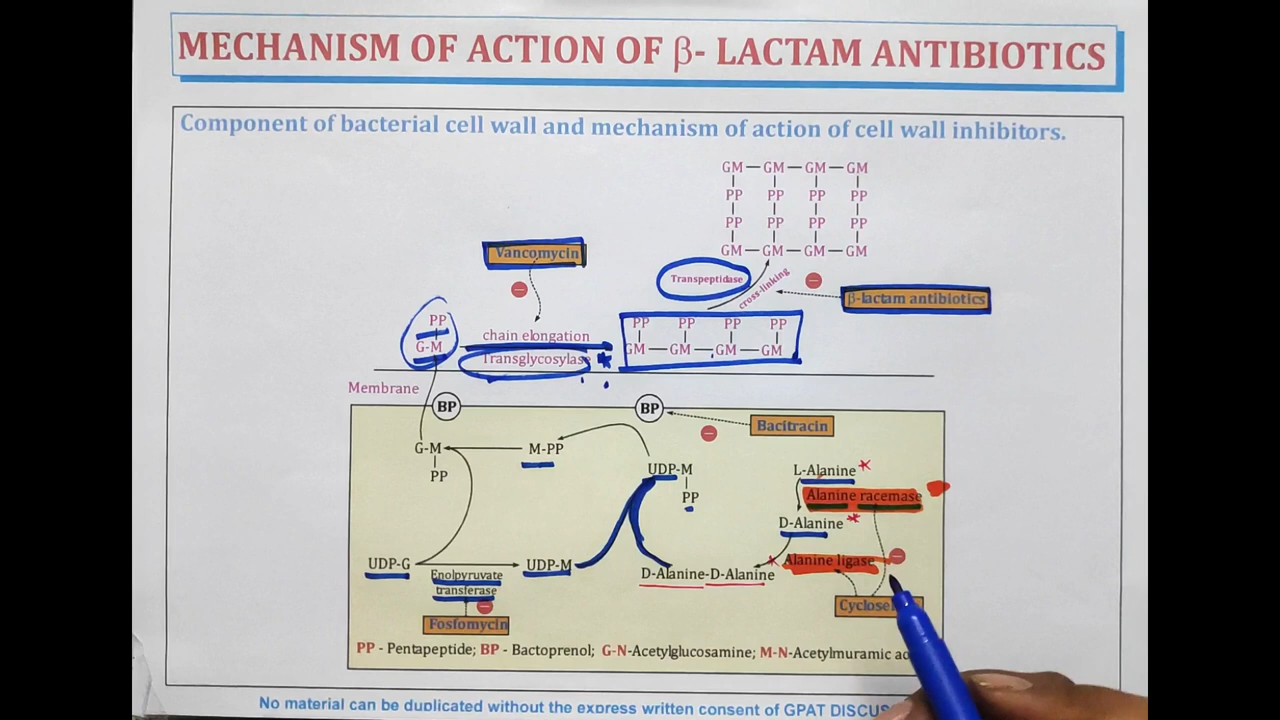 MECHANISM OF ACTION OF β- LACTAM ANTIBIOTICS
Component of bacterial cell wall and mechanism of action of cell wall inhibitors.
GM — GM — GM — GM
PP PP PP PP
PP PP PP PP
GM — GM — GM — GM
Vancomycin
Transpeptidase
cross-linking
β-lactam antibiotics
PP
G-M
chain elongation
Transglycosylase
PP PP PP PP
GM — GM — GM — GM
Membrane
BP
BP
Bacitracin
G-M
PP
M-PP
UDP-M
PP
L-Alanine
Alanine racemase
D-Alanine
Alanine ligase
UDP-G
Enolpyruvate
transferase
UDP-M
D-Alanine-D-Alanine
Fosfomycin
PP - Pentapeptide; BP - Bactoprenol; G-N-Acetylglucosamine; M-N-Acetylmuramic
No material can be duplicated without the express written consent of GPAT